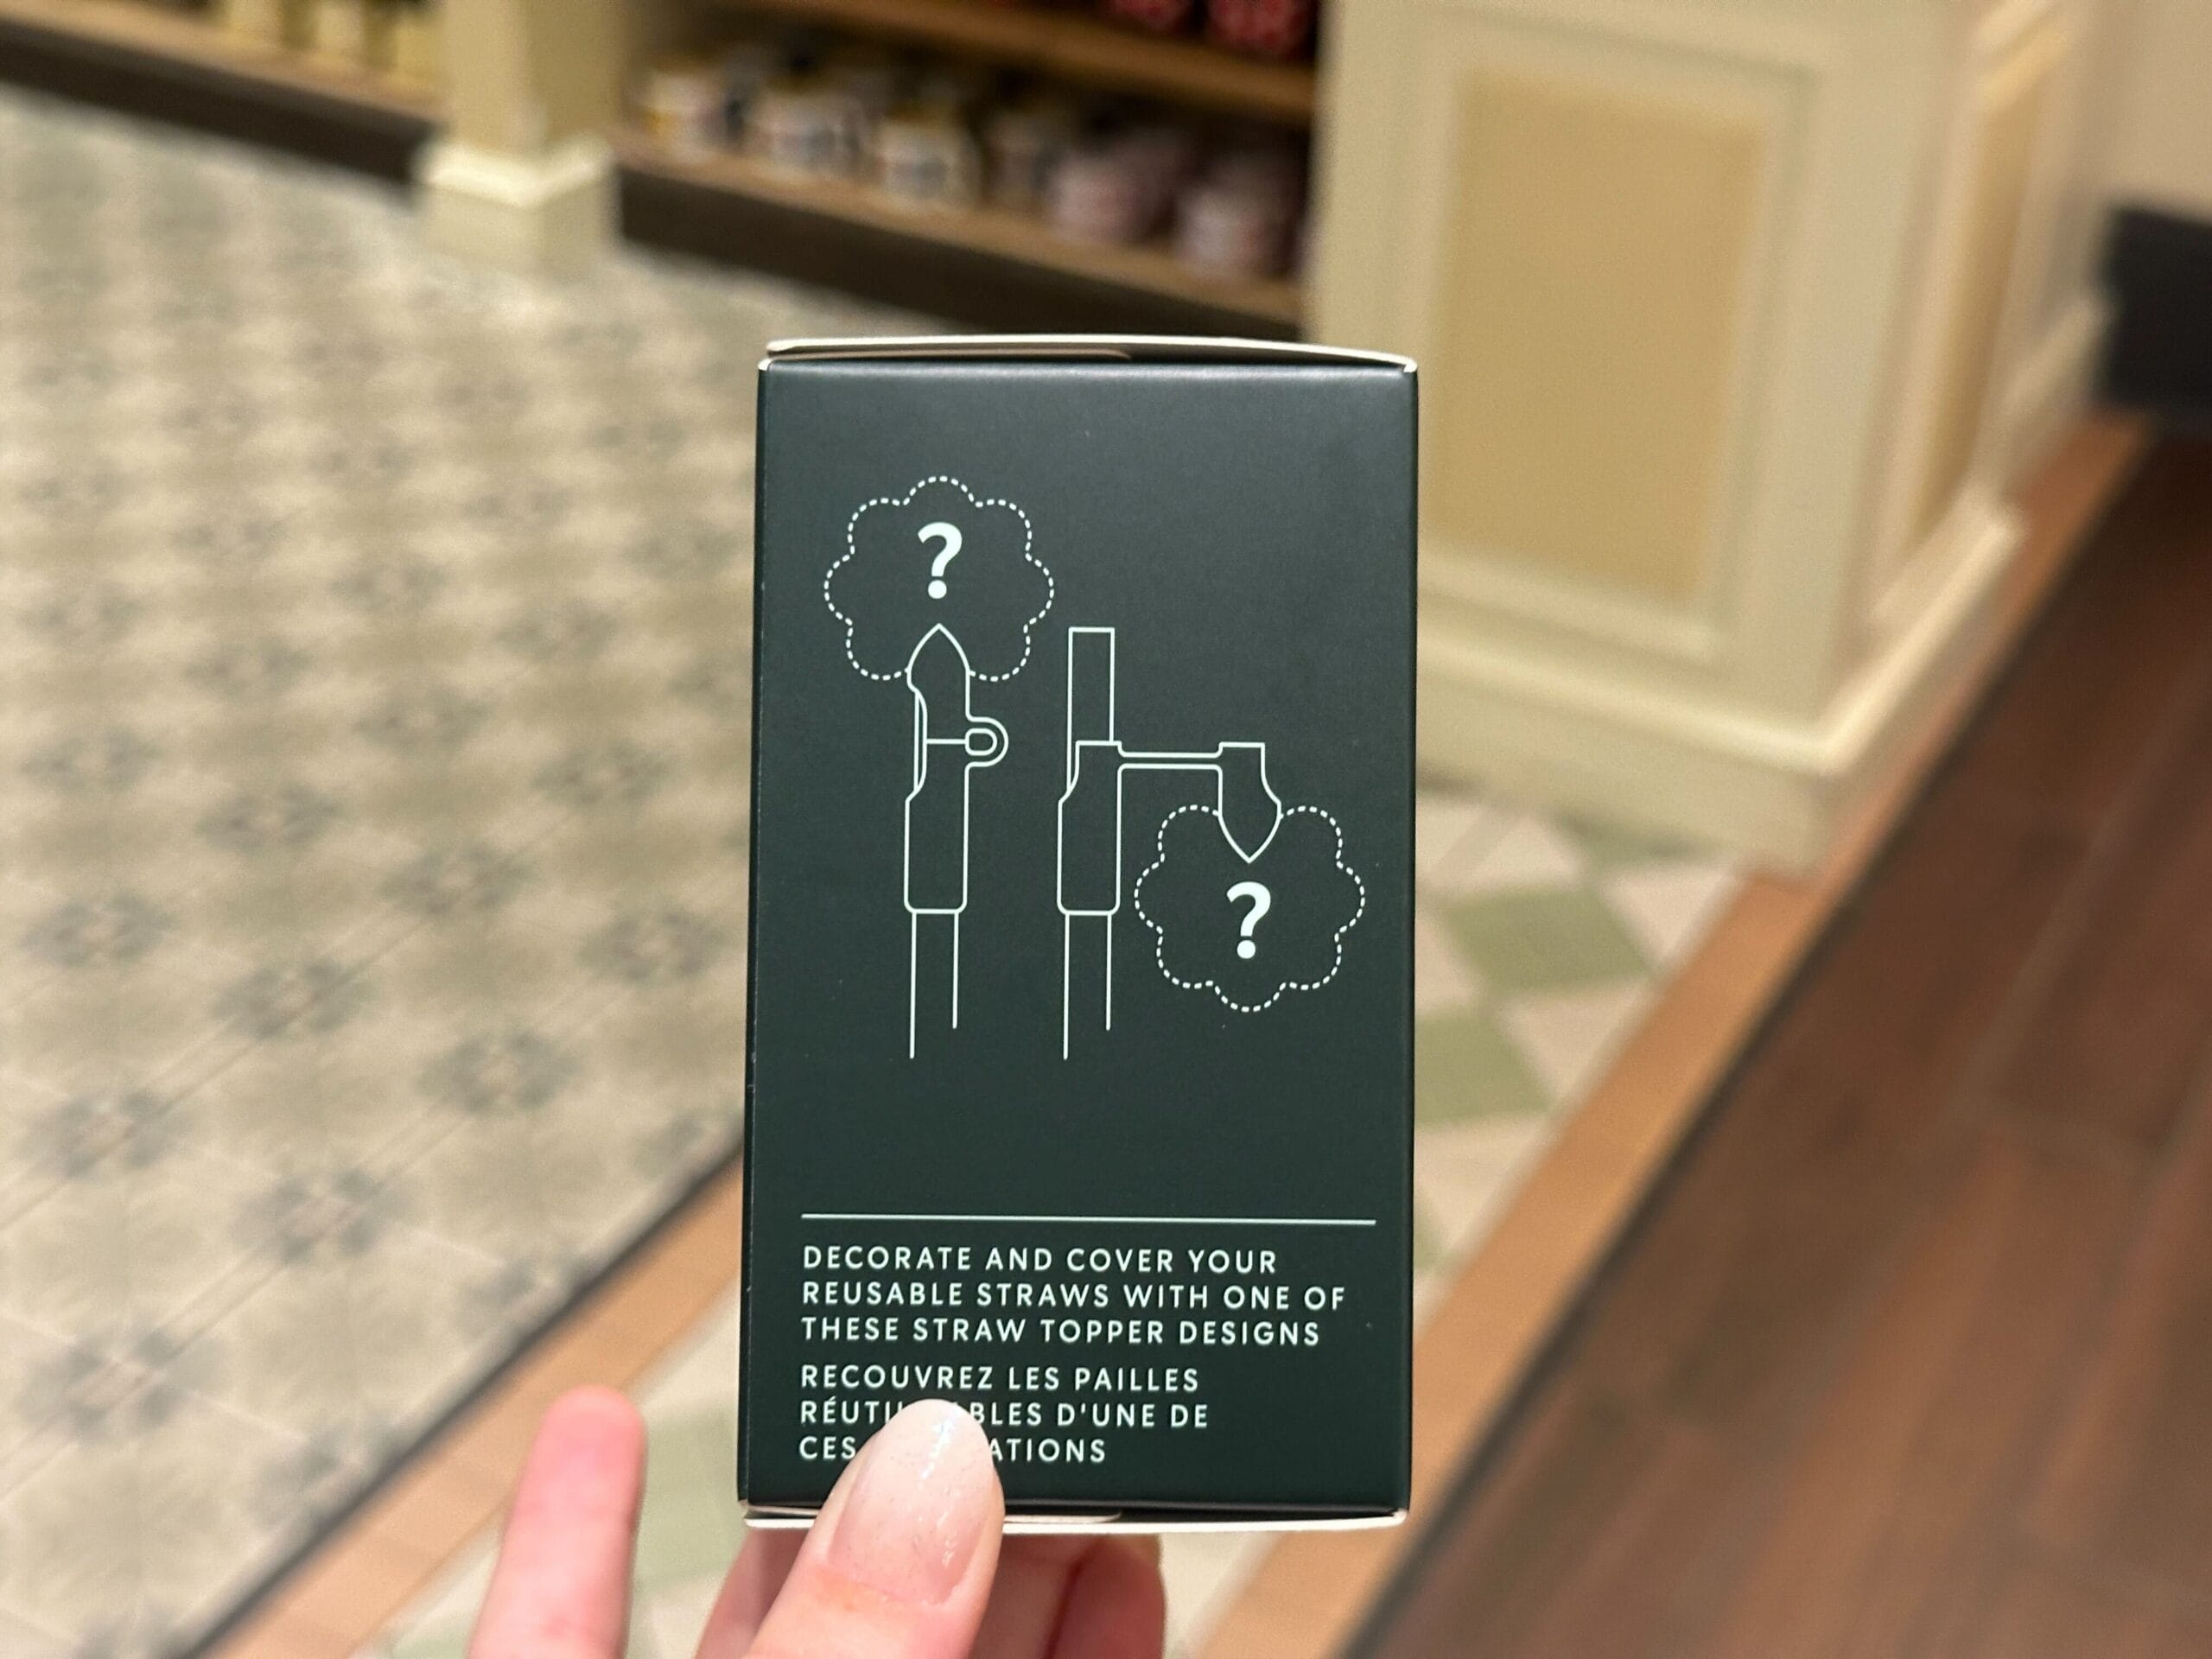 ?
?
DECORATE AND COVER YOUR
REUSABLE STRAWS WITH ONE OF
THESE STRAW TOPPER DESIGNS
RECOUVREZ LES PAILLES
D'UNE DE
CES